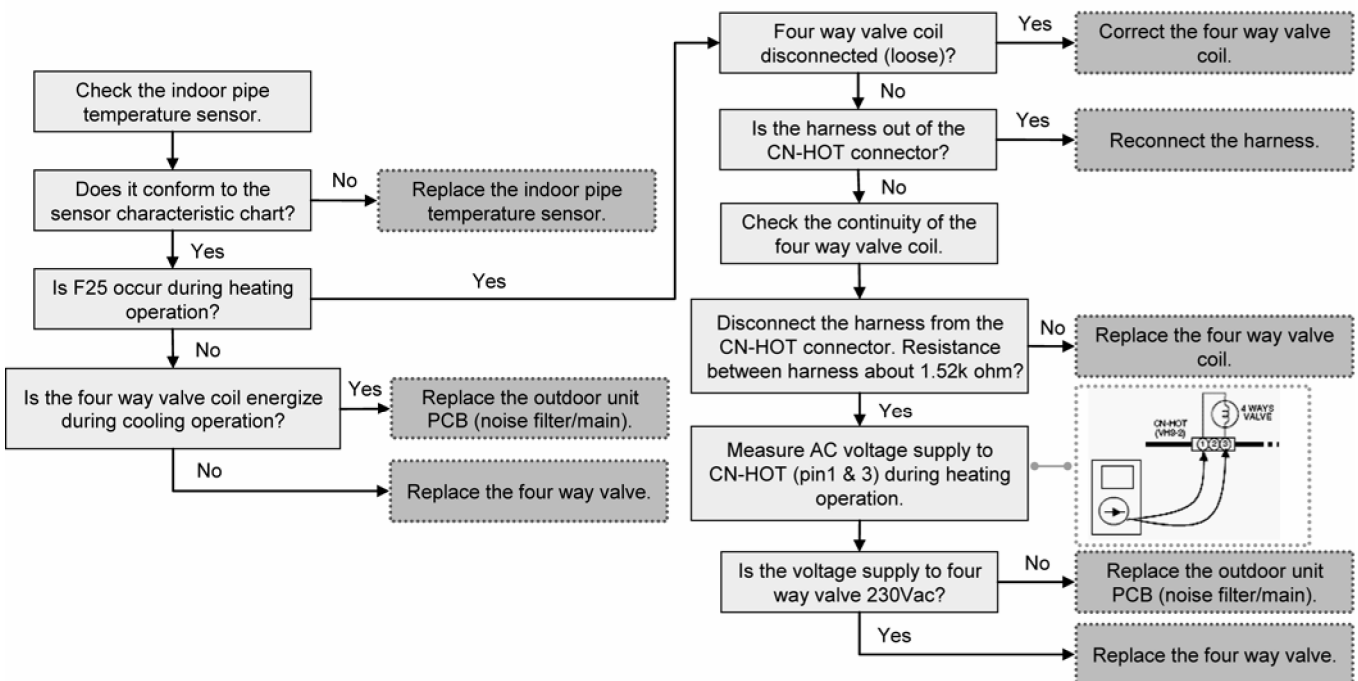 Check the indoor pipe
temperature sensor.
Does it conform to the
sensor characteristic chart?
No
Replace the indoor pipe
temperature sensor.
Yes
Is F25 occur during heating
operation?
Yes
No
Is the four way valve coil energize
during cooling operation?
Yes
Replace the outdoor unit
PCB (noise filter/main).
No
Replace the four way valve.
Four way valve coil
disconnected (loose)?
Yes
Correct the four way valve
coil.
No
Is the harness out of the
CN-HOT connector?
Yes
Reconnect the harness.
No
Check the continuity of the
four way valve coil.
Disconnect the harness from the
CN-HOT connector. Resistance
between harness about 1.52k ohm?
No
Replace the four way valve
coil.
Yes
Measure AC voltage supply to
CN-HOT (pin1 & 3) during heating
operation.
4 WAYS
VALVE
CN-HOT
(VH9-2)
1 2 3
Is the voltage supply to four
way valve 230Vac?
No
Replace the outdoor unit
PCB (noise filter/main).
Yes
Replace the four way valve.